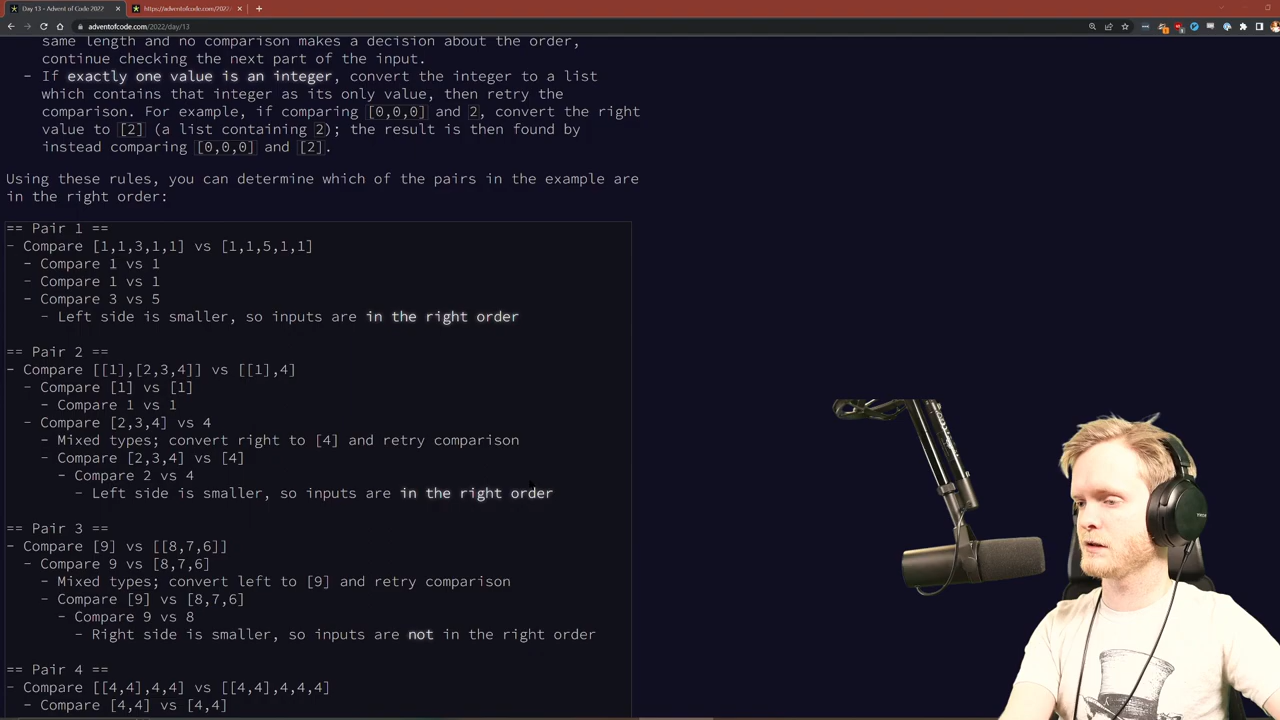 Day 13 - Advent of Code 2022
https://adventofcode.com/2022/
adventofcode.com/2022/day/13
same length and no comparison makes a decision about the order,
continue checking the next part of the input.
- If exactly one value is an integer, convert the integer to a list
which contains that integer as its only value, then retry the
comparison. For example, if comparing [0,0,0] and 2, convert the right
value to [2] (a list containing 2); the result is then found by
instead comparing [0,0,0] and [2].
Using these rules, you can determine which of the pairs in the example are
in the right order:
== Pair 1 ==
- Compare [1,1,3,1,1] vs [1,1,5,1,1]
- Compare 1 vs 1
- Compare 1 vs 1
- Compare 3 vs 5
- Left side is smaller, so inputs are in the right order
== Pair 2 ==
- Compare [[1],[2,3,4]] vs [[1],4]
- Compare [1] vs [1]
- Compare 1 vs 1
- Compare [2,3,4] vs 4
- Mixed types; convert right to [4] and retry comparison
- Compare [2,3,4] vs [4]
- Compare 2 vs 4
- Left side is smaller, so inputs are in the right order
== Pair 3 ==
- Compare [9] vs [[8,7,6]]
- Compare 9 vs [8,7,6]
- Mixed types; convert left to [9] and retry comparison
- Compare [9] vs [8,7,6]
- Compare 9 vs 8
- Right side is smaller, so inputs are not in the right order
== Pair 4 ==
- Compare [[4,4],4,4] vs [[4,4],4,4,4]
- Compare [4,4] vs [4,4]